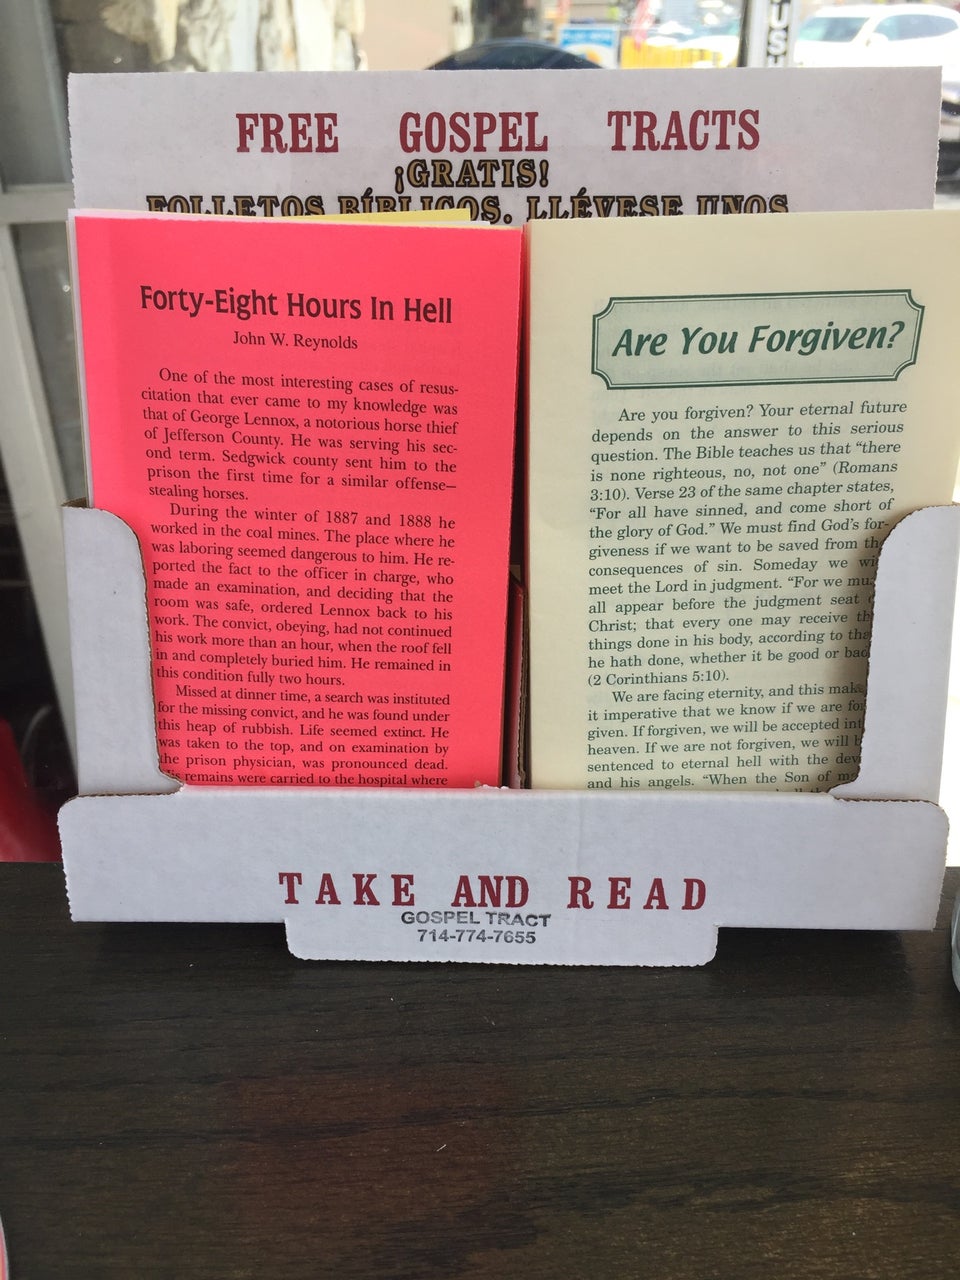 FREE GOSPEL TRACTS
¡GRATIS!
FOLLETOS BÍBLICOS. LLÉVESE UNOS
Forty-Eight Hours In Hell
John W. Reynolds
One of the most interesting cases of resus-
citation that ever came to my knowledge was
that of George Lennox, a notorious horse thief
of Jefferson County. He was serving his sec-
ond term. Sedgwick county sent him to the
prison the first time for a similar offense—
stealing horses.
During the winter of 1887 and 1888 he
worked in the coal mines. The place where he
was laboring seemed dangerous to him. He re-
ported the fact to the officer in charge, who
made an examination, and deciding that the
room was safe, ordered Lennox back to his
work. The convict, obeying, had not continued
his work more than an hour, when the roof fell
in and completely buried him. He remained in
this condition fully two hours.
Missed at dinner time, a search was instituted
for the missing convict, and he was found under
this heap of rubbish. Life seemed extinct. He
was taken to the top, and on examination by
the prison physician, was pronounced dead.
remains were carried to the hospital where
Are You Forgiven?
Are you forgiven? Your eternal future
depends on the answer to this serious
question. The Bible teaches us that “there
is none righteous, no, not one” (Romans
3:10). Verse 23 of the same chapter states,
“For all have sinned, and come short of
the glory of God.” We must find God’s for-
giveness if we want to be saved from the
consequences of sin. Someday we
meet the Lord in judgment. “For we
all appear before the judgment seat
Christ; that every one may receive
things done in his body, according to
he hath done, whether it be good or bad
(2 Corinthians 5:10).
We are facing eternity, and this
it imperative that we know if we are
given. If forgiven, we will be accepted
heaven. If we are not forgiven, we will
sentenced to eternal hell with the
and his angels. “When the Son of
TAKE AND READ
GOSPEL TRACT
714-774-7655